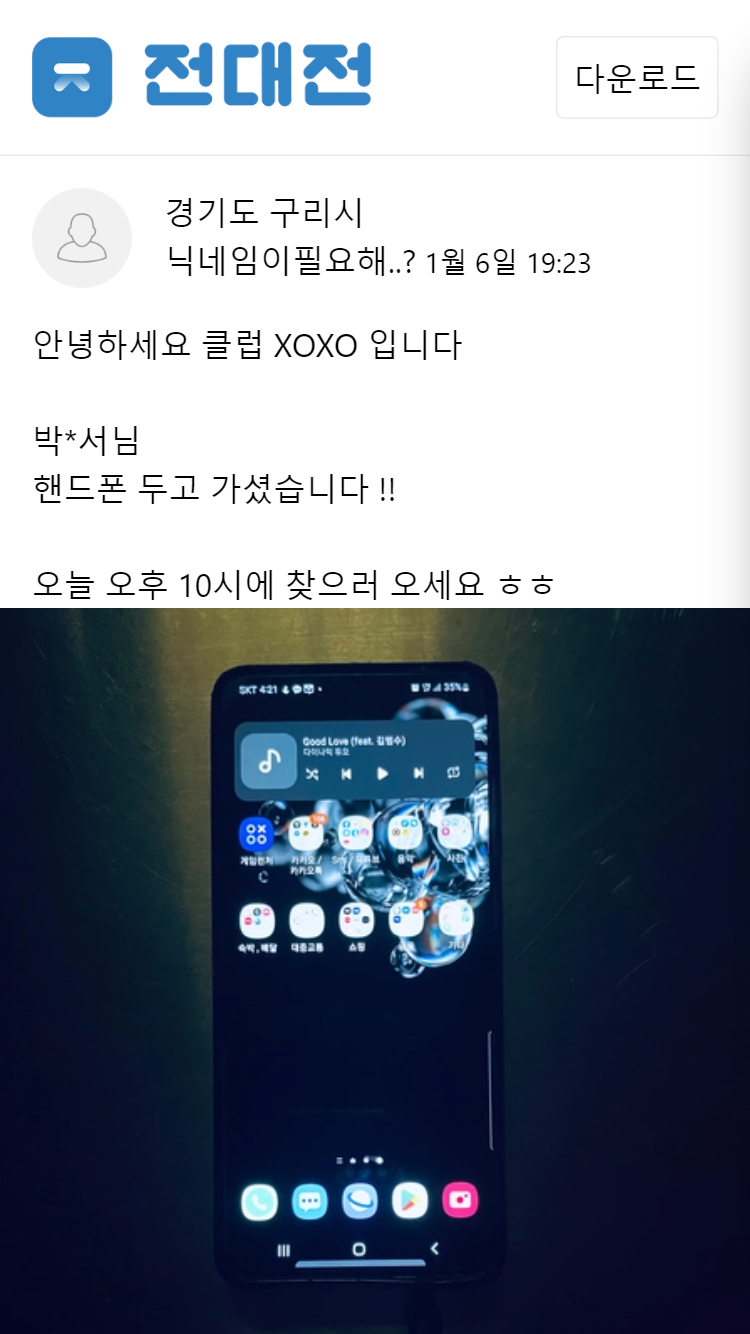 전대전
다운로드
경기도 구리시
닉네임이필요해..? 1월 6일 19:23
안녕하세요 클럽 XOXO 입니다
박*서님
핸드폰 두고 가셨습니다 !!
오늘 오후 10시에 찾으러 오세요 ㅎㅎ
SKT 4:21
35%
Good Love (feat. 김범수)
다이나믹 듀오
게임런처 카카오 / 음악 사진
카카오톡
숙박, 배달 대중교통 쇼핑 기타